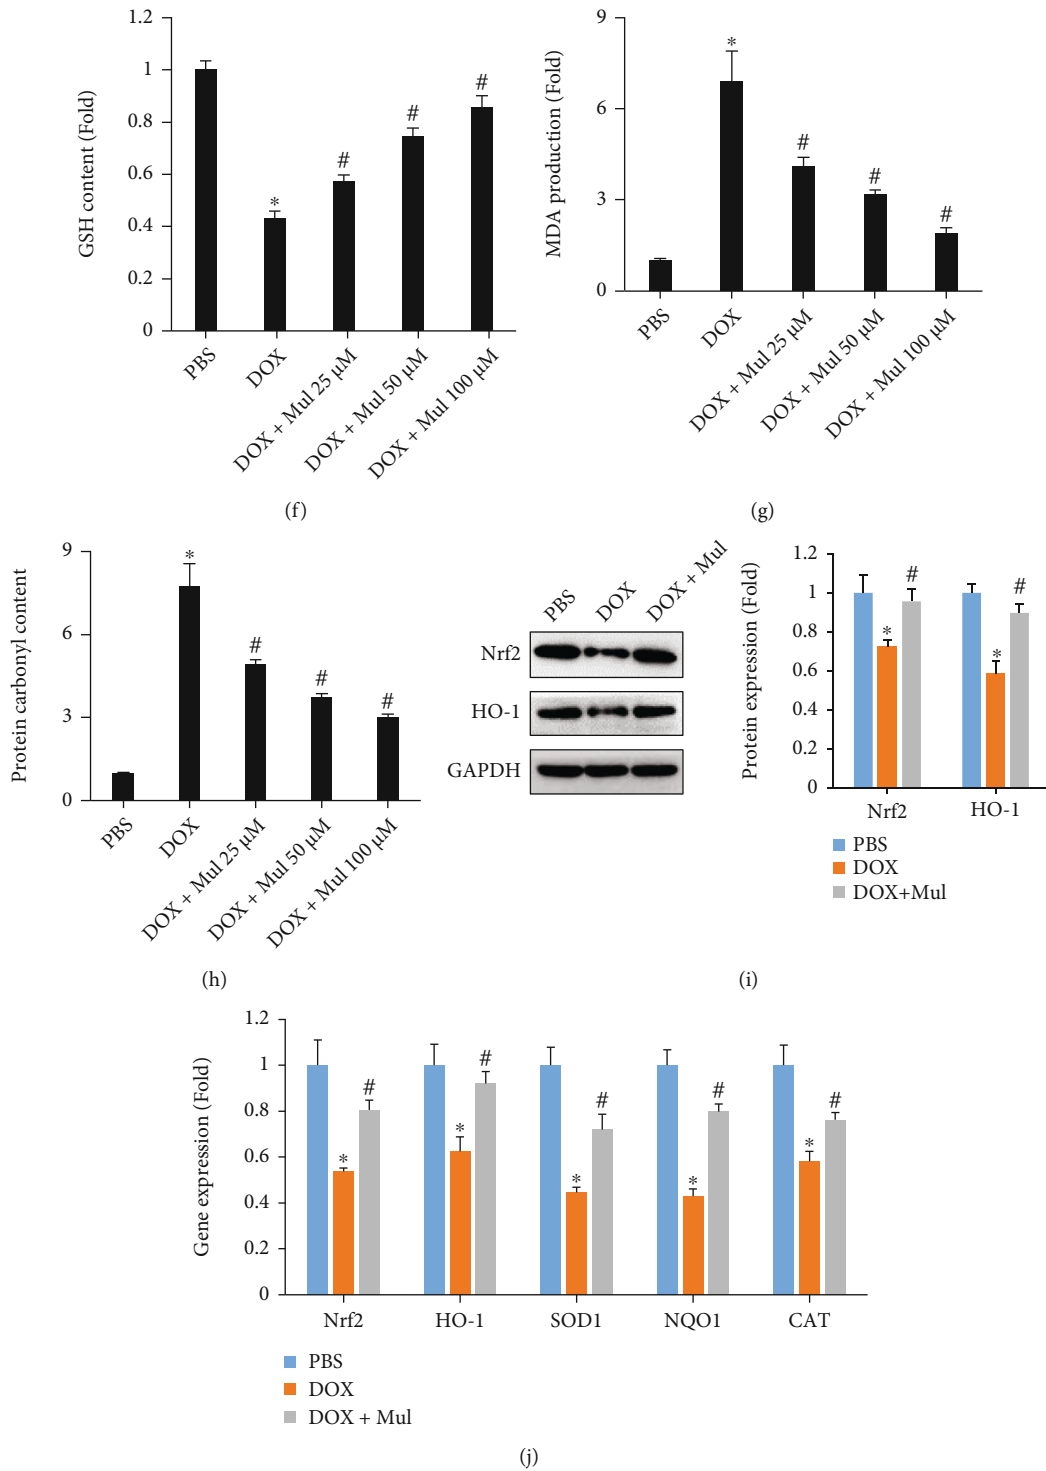 GSH content (Fold)
1.2
1
0.8
0.6
0.4
0.2
0
*
#
#
#
PBS
DOX
DOX + Mul 25 μM
DOX + Mul 50 μM
DOX + Mul 100 μM
(f)
MDA production (Fold)
9
6
3
0
*
#
#
#
PBS
DOX
DOX + Mul 25 μM
DOX + Mul 50 μM
DOX + Mul 100 μM
(g)
Protein carbonyl content
9
6
3
0
*
#
#
#
PBS
DOX
DOX + Mul 25 μM
DOX + Mul 50 μM
DOX + Mul 100 μM
(h)
PBS
DOX
DOX + Mul
Nrf2
HO-1
GAPDH
Protein expression (Fold)
1.2
1
0.8
0.6
0.4
0.2
0
*
#
*
#
Nrf2
HO-1
PBS
DOX
DOX+Mul
(i)
Gene expression (Fold)
1.2
1
0.8
0.6
0.4
0.2
0
*
#
*
#
*
#
*
#
*
#
Nrf2
HO-1
SOD1
NQO1
CAT
PBS
DOX
DOX + Mul
(j)